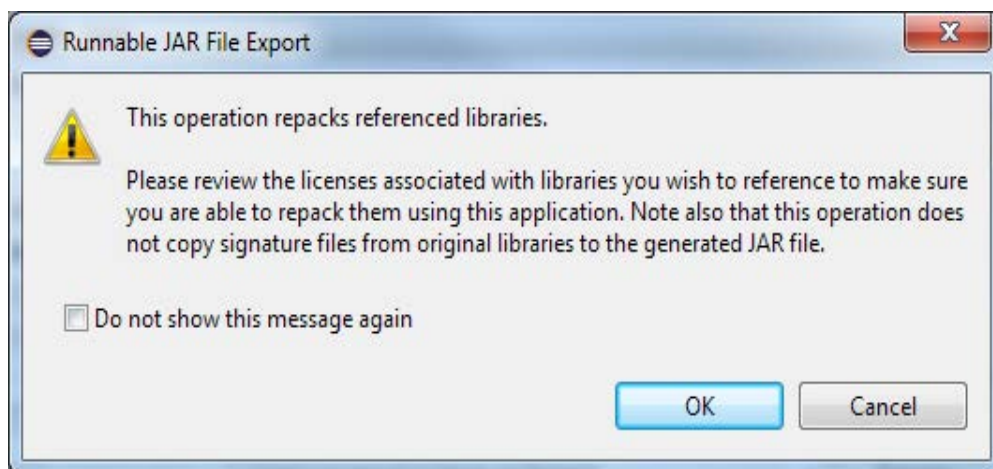 Runnable JAR File Export
This operation repacks referenced libraries.
Please review the licenses associated with libraries you wish to reference to make sure
you are able to repack them using this application. Note also that this operation does
not copy signature files from original libraries to the generated JAR file.
Do not show this message again
OK
Cancel